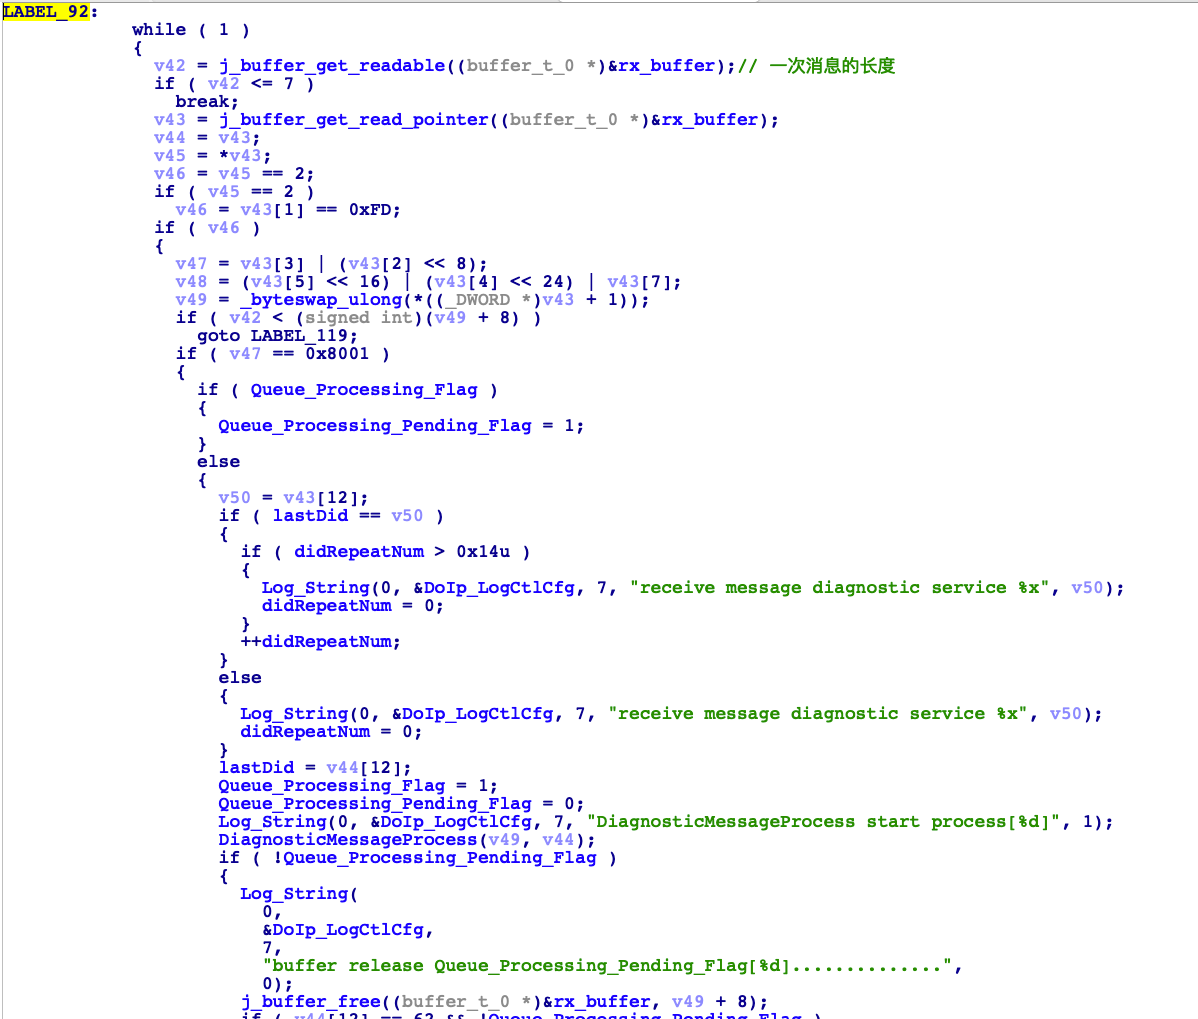 LABEL_92:
while ( 1 )
{
v42 = j_buffer_get_readable((buffer_t_0 *)&rx_buffer);// 一次消息的长度
if ( v42 <= 7 )
break;
v43 = j_buffer_get_read_pointer((buffer_t_0 *)&rx_buffer);
v44 = v43;
v45 = *v43;
v46 = v45 == 2;
if ( v45 == 2 )
v46 = v43[1] == 0xFD;
if ( v46 )
{
v47 = v43[3] | (v43[2] << 8);
v48 = (v43[5] << 16) | (v43[4] << 24) | v43[7];
v49 = _byteswap_ulong(*((_DWORD *)v43 + 1));
if ( v42 < (signed int)(v49 + 8) )
goto LABEL_119;
if ( v47 == 0x8001 )
{
if ( Queue_Processing_Flag )
{
Queue_Processing_Pending_Flag = 1;
}
else
{
v50 = v43[12];
if ( lastDid == v50 )
{
if ( didRepeatNum > 0x14u )
{
Log_String(0, &DoIp_LogCtlCfg, 7, "receive message diagnostic service %x", v50);
didRepeatNum = 0;
}
++didRepeatNum;
}
else
{
Log_String(0, &DoIp_LogCtlCfg, 7, "receive message diagnostic service %x", v50);
didRepeatNum = 0;
}
lastDid = v44[12];
Queue_Processing_Flag = 1;
Queue_Processing_Pending_Flag = 0;
Log_String(0, &DoIp_LogCtlCfg, 7, "DiagnosticMessageProcess start process[%d]", 1);
DiagnosticMessageProcess(v49, v44);
if ( !Queue_Processing_Pending_Flag )
{
Log_String(
0,
&DoIp_LogCtlCfg,
7,
"buffer release Queue_Processing_Pending_Flag[%d]..............",
0);
j_buffer_free((buffer_t_0 *)&rx_buffer, v49 + 8);
if ( v44[12] == 62 && !Queue_Processing_Pending_Flag )